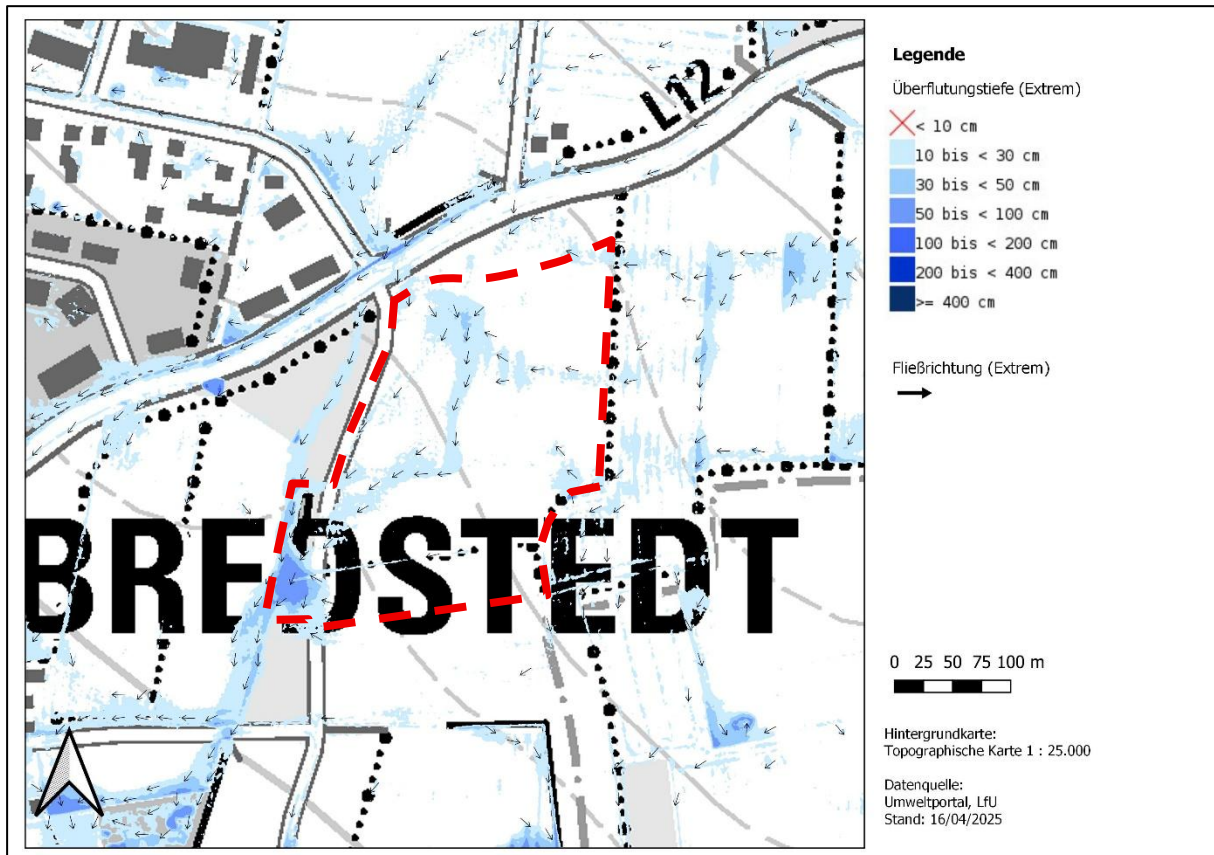 L12
BREDSTEDT
Legende
Überflutungstiefe (Extrem)
< 10 cm
10 bis < 30 cm
30 bis < 50 cm
50 bis < 100 cm
100 bis < 200 cm
200 bis < 400 cm
>= 400 cm
Fließrichtung (Extrem)
0 25 50 75 100 m
Hintergrundkarte:
Topographische Karte 1 : 25.000
Datenquelle:
Umweltportal, LfU
Stand: 16/04/2025